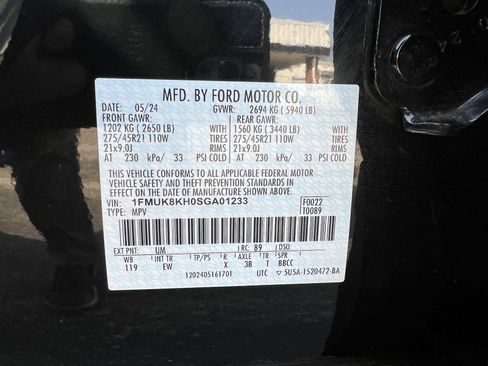 MFD. BY FORD MOTOR CO.
DATE: 05/24 GVWR: 2694 KG ( 5940 LB)
FRONT GAWR: REAR GAWR:
1202 KG ( 2650 LB) WITH 1560 KG ( 3440 LB) WITH
275/45R21 110W TIRES 275/45R21 110W TIRES
21x9.0J RIMS 21x9.0J RIMS
AT 230 kPa/ 33 PSI COLD AT 230 kPa/ 33 PSI COLD
THIS VEHICLE CONFORMS TO ALL APPLICABLE FEDERAL MOTOR
VEHICLE SAFETY AND THEFT PREVENTION STANDARDS IN
EFFECT ON THE DATE OF MANUFACTURE SHOWN ABOVE.
VIN: 1FMUK8KH0SGA01233 F0022
TYPE: MPV T0089
EXT PNT: UM RC: 89 DSO:
WB INT TR TP/PS R AXLE TR SPR
119 EW X 3B T BBCC
1202405161701 UTC ▽ SU5A-1520472-BA